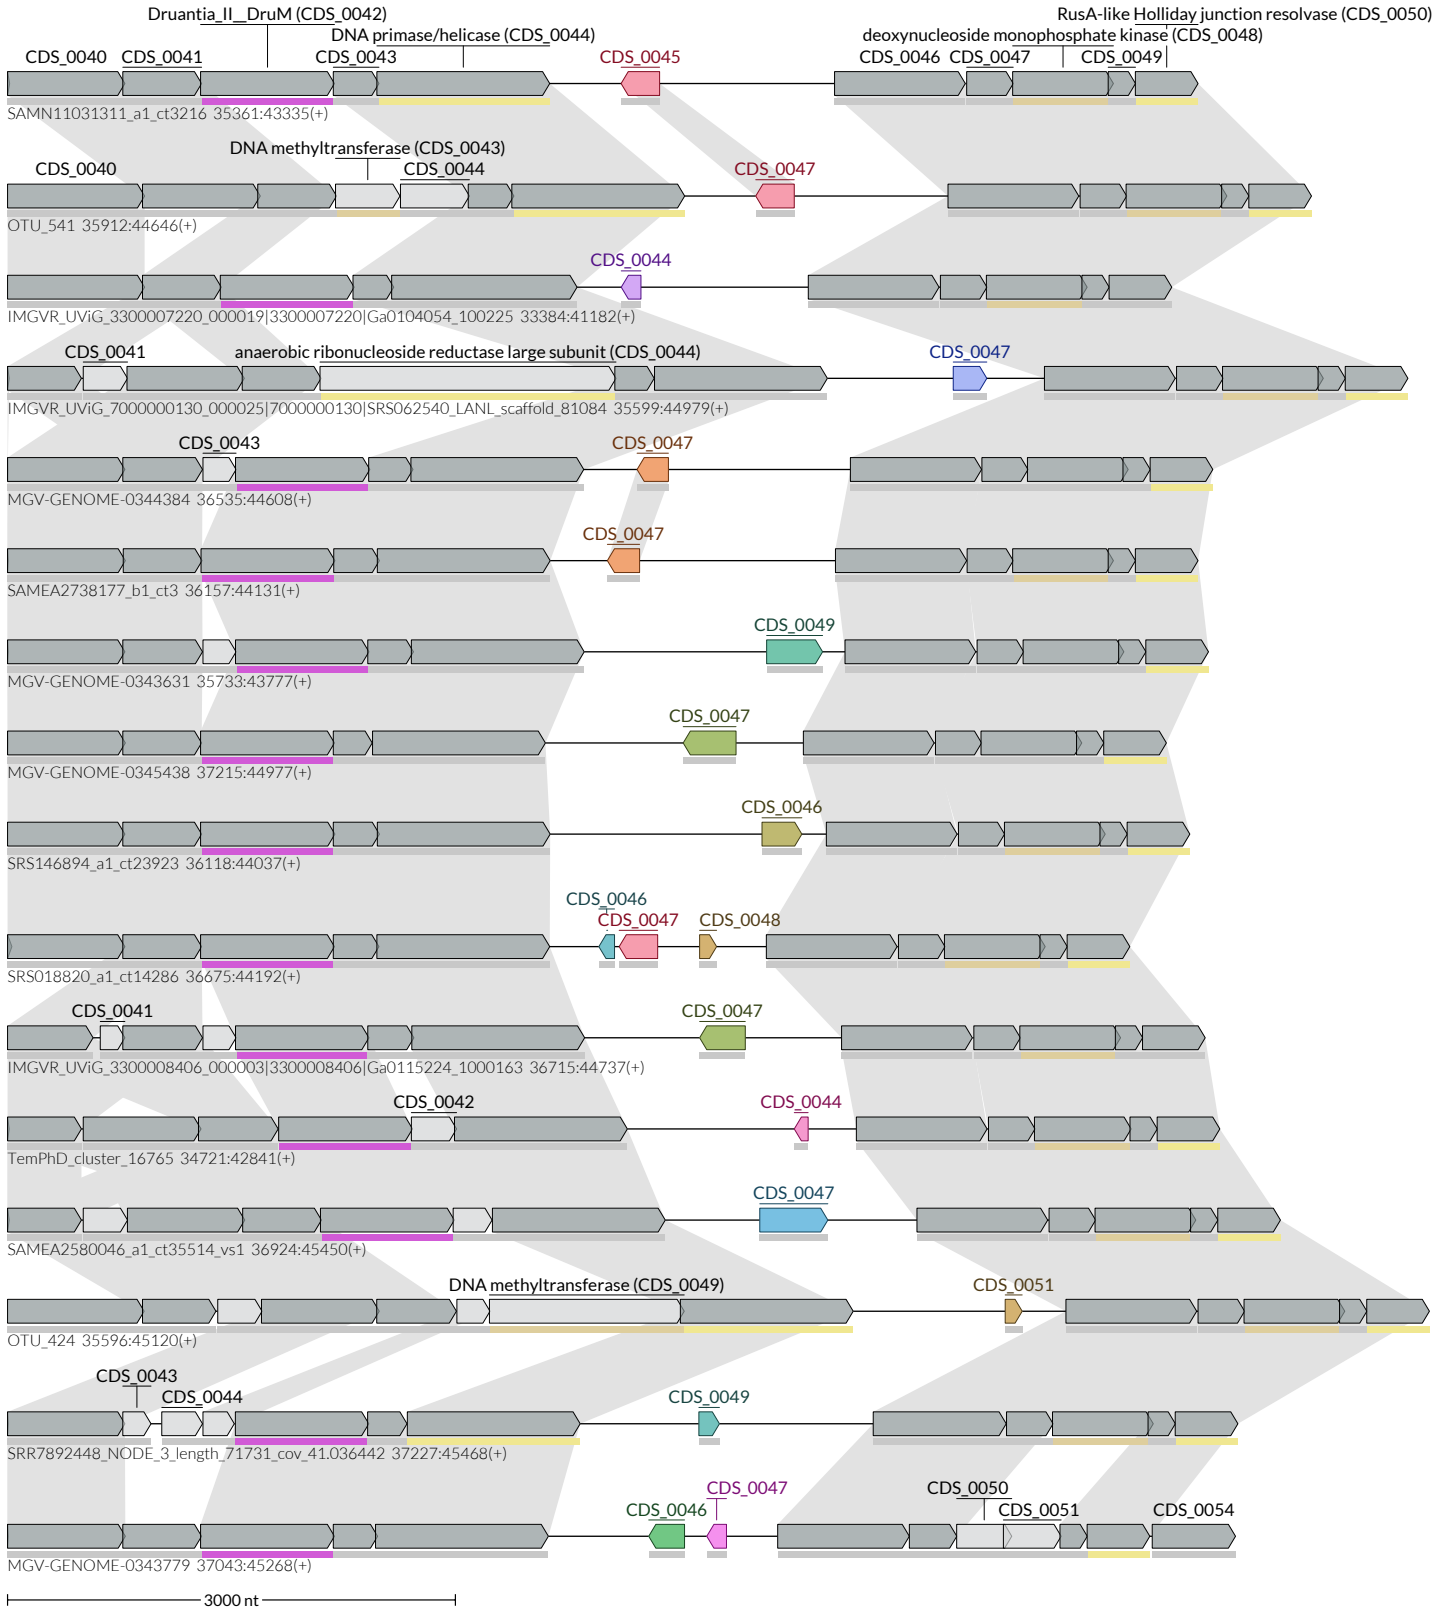 Druantia_II__DruM (CDS_0042)
RusA-like Holliday junction resolvase (CDS_0050)
DNA primase/helicase (CDS_0044)
deoxynucleoside monophosphate kinase (CDS_0048)
CDS_0040 CDS_0041 CDS_0043 CDS_0045 CDS_0046 CDS_0047 CDS_0049
SAMN11031311_a1_ct3216 35361:43335(+)
DNA methyltransferase (CDS_0043)
CDS_0040 CDS_0044 CDS_0047
OTU_541 35912:44646(+)
CDS_0044
IMGVR_UViG_3300007220_000019|3300007220|Ga0104054_100225 33384:41182(+)
CDS_0041 anaerobic ribonucleoside reductase large subunit (CDS_0044) CDS_0047
IMGVR_UViG_7000000130_000025|7000000130|SRS062540_LANL_scaffold_81084 35599:44979(+)
CDS_0043 CDS_0047
MGV-GENOME-0344384 36535:44608(+)
CDS_0047
SAMEA2738177_b1_ct3 36157:44131(+)
CDS_0049
MGV-GENOME-0343631 35733:43777(+)
CDS_0047
MGV-GENOME-0345438 37215:44977(+)
CDS_0046
SRS146894_a1_ct23923 36118:44037(+)
CDS_0046
CDS_0047 CDS_0048
SRS018820_a1_ct14286 36675:44192(+)
CDS_0041 CDS_0047
IMGVR_UViG_3300008406_000003|3300008406|Ga0115224_1000163 36715:44737(+)
CDS_0042 CDS_0044
TemPhD_cluster_16765 34721:42841(+)
CDS_0047
SAMEA2580046_a1_ct35514_vs1 36924:45450(+)
DNA methyltransferase (CDS_0049) CDS_0051
OTU_424 35596:45120(+)
CDS_0043
CDS_0044 CDS_0049
SRR7892448_NODE_3_length_71731_cov_41.036442 37227:45468(+)
CDS_0047 CDS_0050
CDS_0046 CDS_0051 CDS_0054
MGV-GENOME-0343779 37043:45268(+)
3000 nt